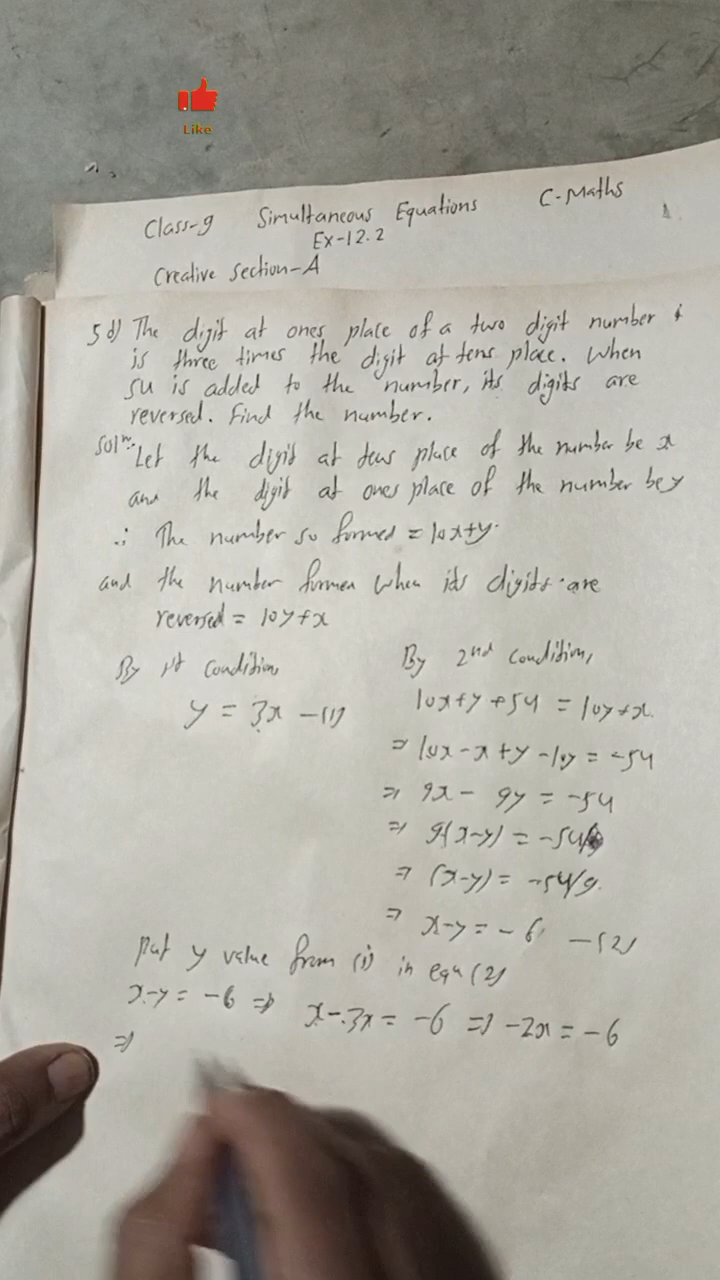 Like
Class-9 Simultaneous Equations C-Maths
Ex-12.2
Creative Section-A
5 d) The digit at ones place of a two digit number
is three times the digit at tens place. When
54 is added to the number, its digits are
reversed. Find the number.
Solⁿ: Let the digit at tens place of the number be x
and the digit at ones place of the number be y
∴ The number so formed = 10x+y.
and the number formed when its digits are
reversed = 10y+x
By 1st condition,
y = 3x –(1)
By 2nd condition,
10x+y+54 = 10y+x.
⇒ 10x-x+y-10y = -54
⇒ 9x - 9y = -54
⇒ 9(x-y) = -54
⇒ (x-y) = -54/9.
⇒ x-y = -6 –(2)
Put y value from (i) in eqn (2)
x-y = -6 ⇒ x-3x = -6 ⇒ -2x = -6
⇒